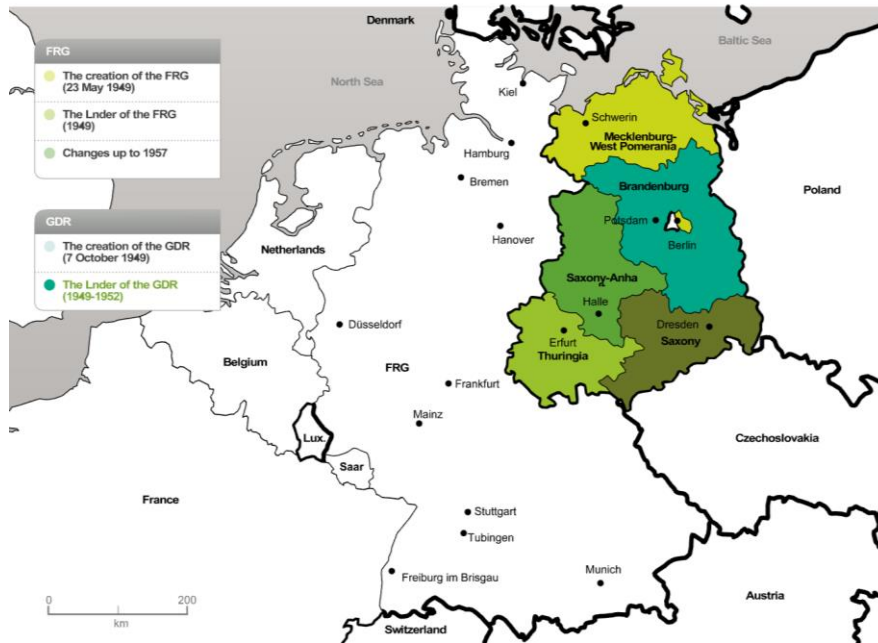 Denmark
Baltic Sea
North Sea
FRG
The creation of the FRG
(23 May 1949)
The Lnder of the FRG
(1949)
Changes up to 1957
GDR
The creation of the GDR
(7 October 1949)
The Lnder of the GDR
(1949-1952)
Kiel
Schwerin
Mecklenburg-
West Pomerania
Hamburg
Bremen
Brandenburg
Poland
Potsdam
Berlin
Hanover
Netherlands
Saxony-Anha
Halle
Düsseldorf
Dresden
Saxony
Erfurt
Thuringia
Belgium
FRG
Frankfurt
Mainz
Lux.
Saar
Czechoslovakia
France
Stuttgart
Tubingen
Freiburg im Brisgau
Munich
Austria
Switzerland
0 200
km